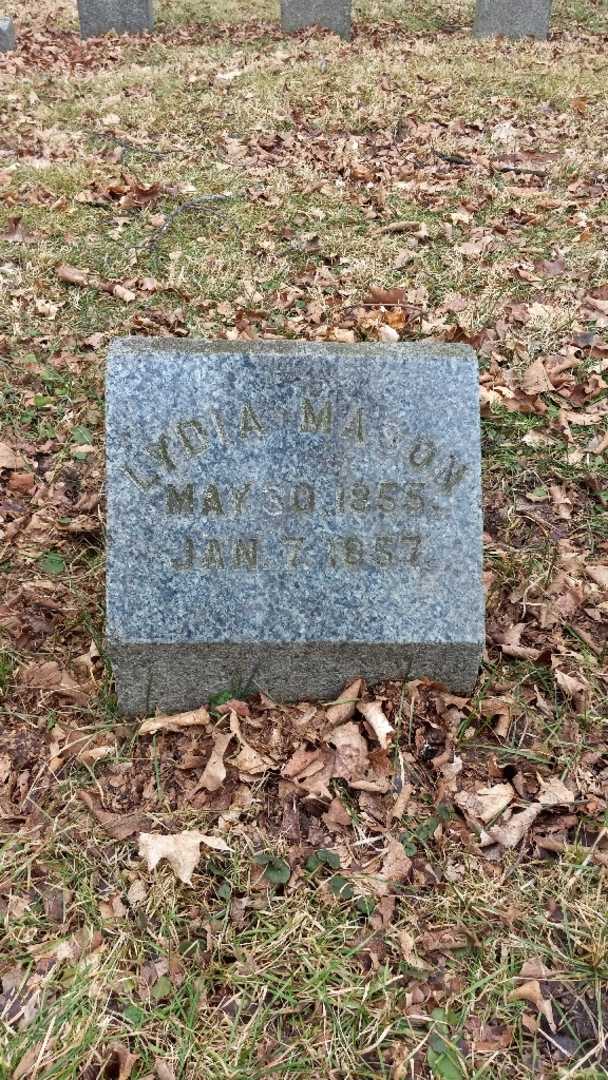 LYDIA MASON
MAY 30. 1855.
JAN. 7. 1857.